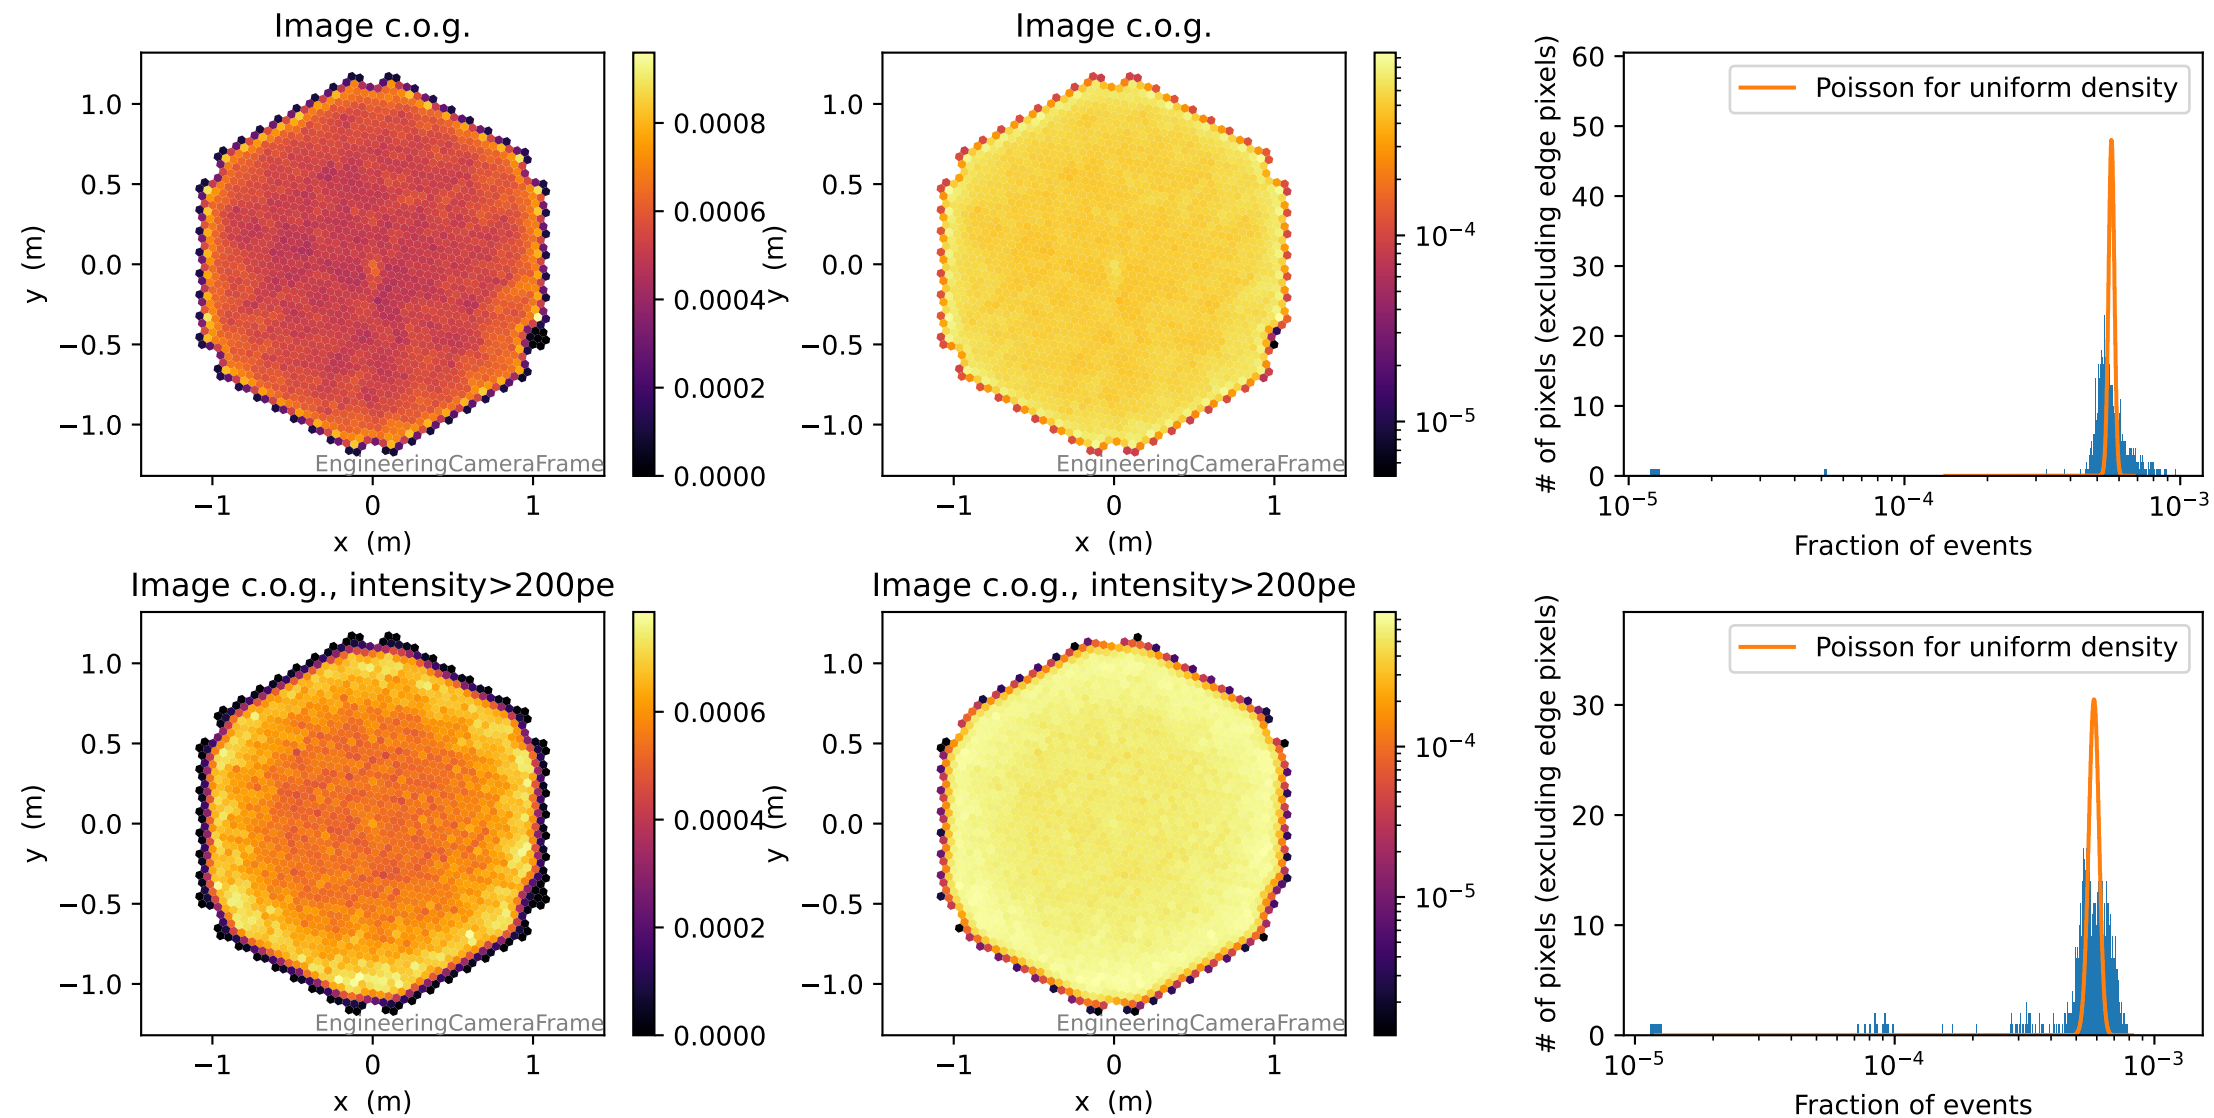 Image c.o.g.
1.0
0.5
0.0
−0.5
−1.0
y (m)
−1
0
1
x (m)
EngineeringCameraFrame
0.0008
0.0006
0.0004
0.0002
0.0000
Image c.o.g.
1.0
0.5
0.0
−0.5
−1.0
y (m)
−1
0
1
x (m)
EngineeringCameraFrame
10⁻⁴
10⁻⁵
60
50
40
30
20
10
0
# of pixels (excluding edge pixels)
Poisson for uniform density
10⁻⁵
10⁻⁴
10⁻³
Fraction of events
Image c.o.g., intensity>200pe
1.0
0.5
0.0
−0.5
−1.0
y (m)
−1
0
1
x (m)
EngineeringCameraFrame
0.0006
0.0004
0.0002
0.0000
Image c.o.g., intensity>200pe
1.0
0.5
0.0
−0.5
−1.0
y (m)
−1
0
1
x (m)
EngineeringCameraFrame
10⁻⁴
10⁻⁵
30
20
10
0
# of pixels (excluding edge pixels)
Poisson for uniform density
10⁻⁵
10⁻⁴
10⁻³
Fraction of events